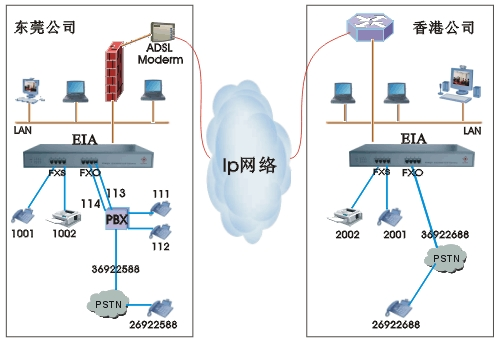 东莞公司
ADSL
Moderm
LAN
EIA
FXS
FXO
1001
1002
113
114
PBX
111
112
36922588
PSTN
26922588
Ip网络
香港公司
LAN
EIA
FXS
FXO
2002
2001
36922688
PSTN
26922688